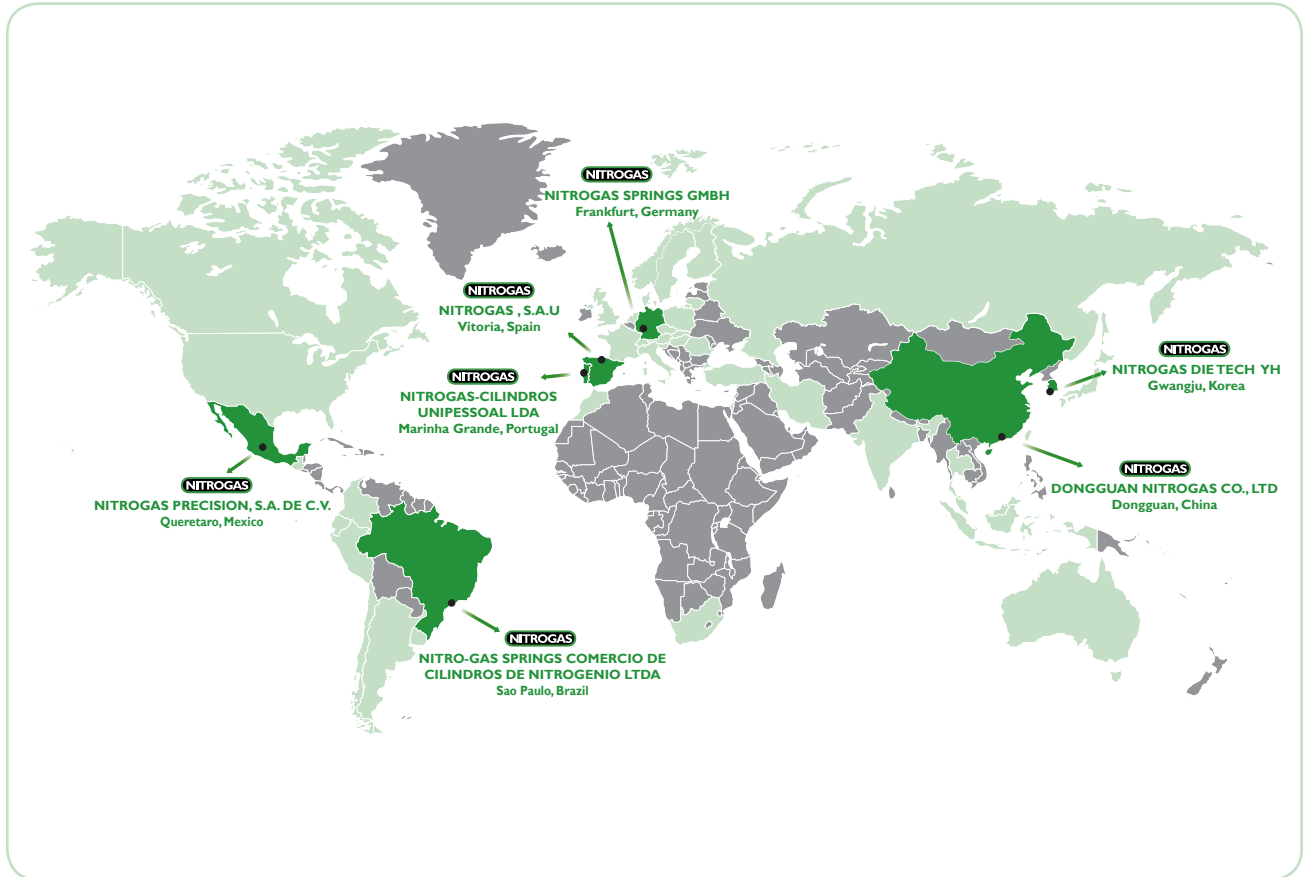 NITROGAS
NITROGAS SPRINGS GMBH
Frankfurt, Germany
NITROGAS
NITROGAS , S.A.U
Vitoria, Spain
NITROGAS
NITROGAS-CILINDROS
UNIPESSOAL LDA
Marinha Grande, Portugal
NITROGAS
NITROGAS DIE TECH YH
Gwangju, Korea
NITROGAS
DONGGUAN NITROGAS CO., LTD
Dongguan, China
NITROGAS
NITROGAS PRECISION, S.A. DE C.V.
Queretaro, Mexico
NITROGAS
NITRO-GAS SPRINGS COMERCIO DE
CILINDROS DE NITROGENIO LTDA
Sao Paulo, Brazil